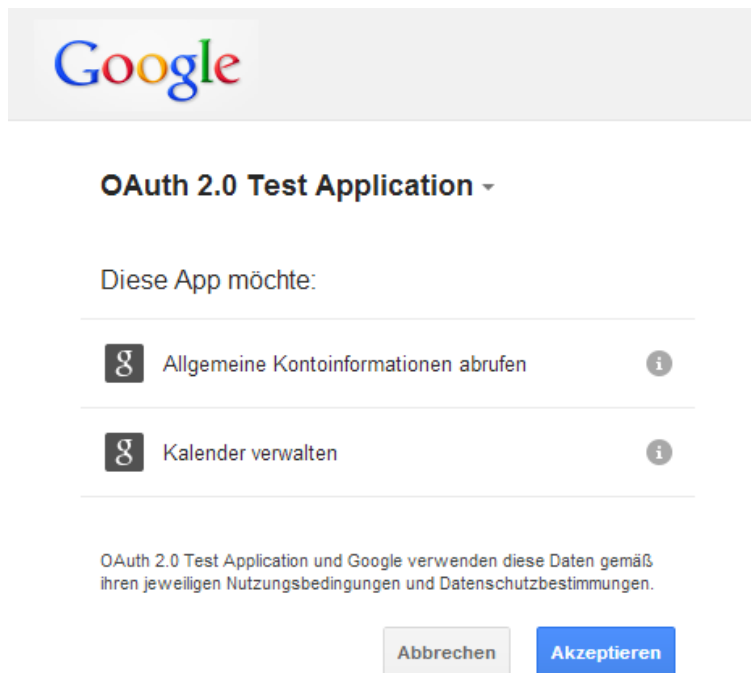 Google
OAuth 2.0 Test Application
Diese App möchte:
Allgemeine Kontoinformationen abrufen
Kalender verwalten
OAuth 2.0 Test Application und Google verwenden diese Daten gemäß
ihren jeweiligen Nutzungsbedingungen und Datenschutzbestimmungen.
Abbrechen
Akzeptieren